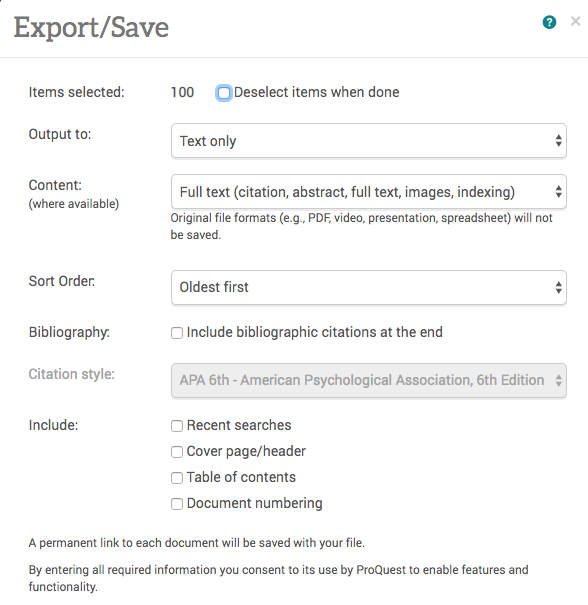 Export/Save
?
Items selected: 100 Deselect items when done
Output to: Text only
Content: Full text (citation, abstract, full text, images, indexing)
(where available)
Original file formats (e.g., PDF, video, presentation, spreadsheet) will not
be saved.
Sort Order: Oldest first
Bibliography: Include bibliographic citations at the end
Citation style: APA 6th - American Psychological Association, 6th Edition
Include: Recent searches
Cover page/header
Table of contents
Document numbering
A permanent link to each document will be saved with your file.
By entering all required information you consent to its use by ProQuest to enable features and
functionality.